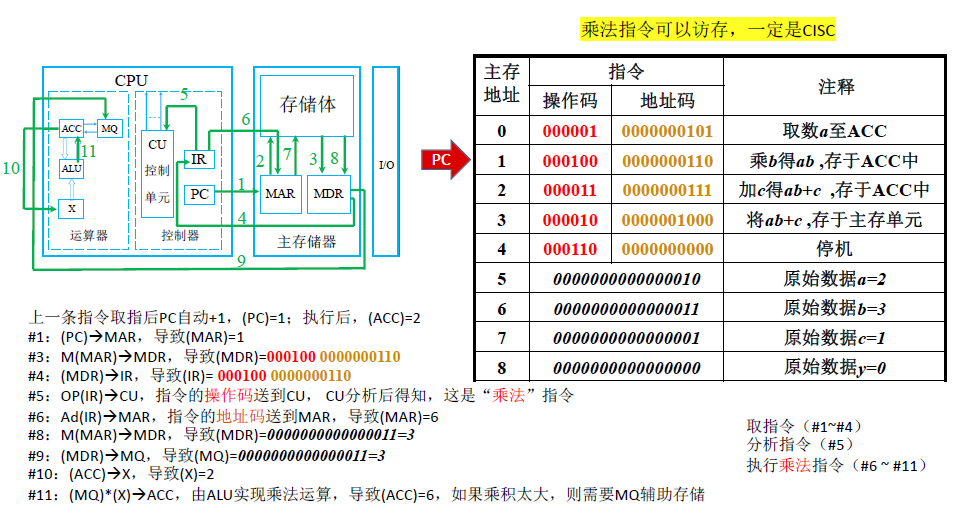 乘法指令可以访存，一定是CISC
CPU
ACC
MQ
ALU
X
运算器
CU
控制
单元
IR
PC
控制器
存储体
MAR
MDR
主存储器
I/O
1
2
3
4
5
6
7
8
9
10
11
PC
主存地址 指令 注释
操作码 地址码
0 000001 0000000101 取数a至ACC
1 000100 0000000110 乘b得ab ,存于ACC中
2 000011 0000000111 加c得ab+c ,存于ACC中
3 000010 0000001000 将ab+c ,存于主存单元
4 000110 0000000000 停机
5 0000000000000010 原始数据a=2
6 0000000000000011 原始数据b=3
7 0000000000000001 原始数据c=1
8 0000000000000000 原始数据y=0
上一条指令取指后PC自动+1，(PC)=1；执行后，(ACC)=2
#1：(PC)→MAR，导致(MAR)=1
#3：M(MAR)→MDR，导致(MDR)=000100 0000000110
#4：(MDR)→IR，导致(IR)= 000100 0000000110
#5：OP(IR)→CU，指令的操作码送到CU， CU分析后得知，这是“乘法”指令
#6：Ad(IR)→MAR，指令的地址码送到MAR，导致(MAR)=6
#8：M(MAR)→MDR，导致(MDR)=0000000000000011=3
#9：(MDR)→MQ，导致(MQ)=0000000000000011=3
#10：(ACC)→X，导致(X)=2
#11：(MQ)*(X)→ACC，由ALU实现乘法运算，导致(ACC)=6，如果乘积太大，则需要MQ辅助存储
取指令（#1~#4）
分析指令（#5）
执行乘法指令（#6 ~ #11）